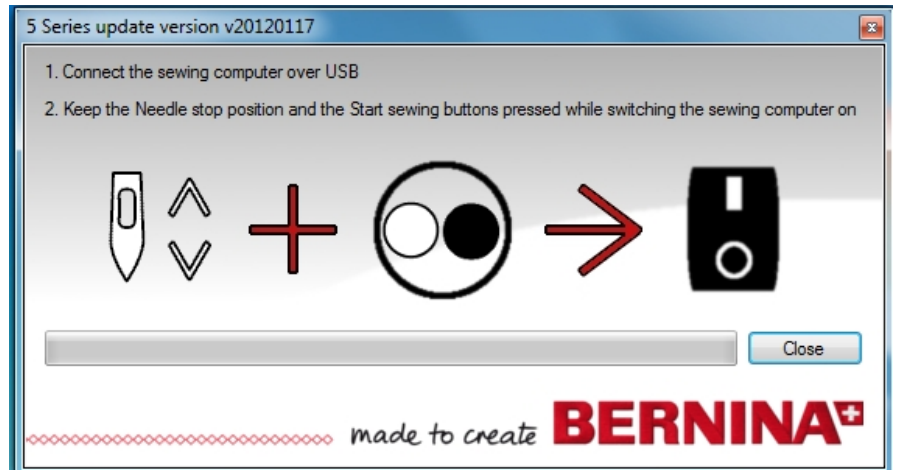 5 Series update version v20120117
1. Connect the sewing computer over USB
2. Keep the Needle stop position and the Start sewing buttons pressed while switching the sewing computer on
Close
made to create BERNINA